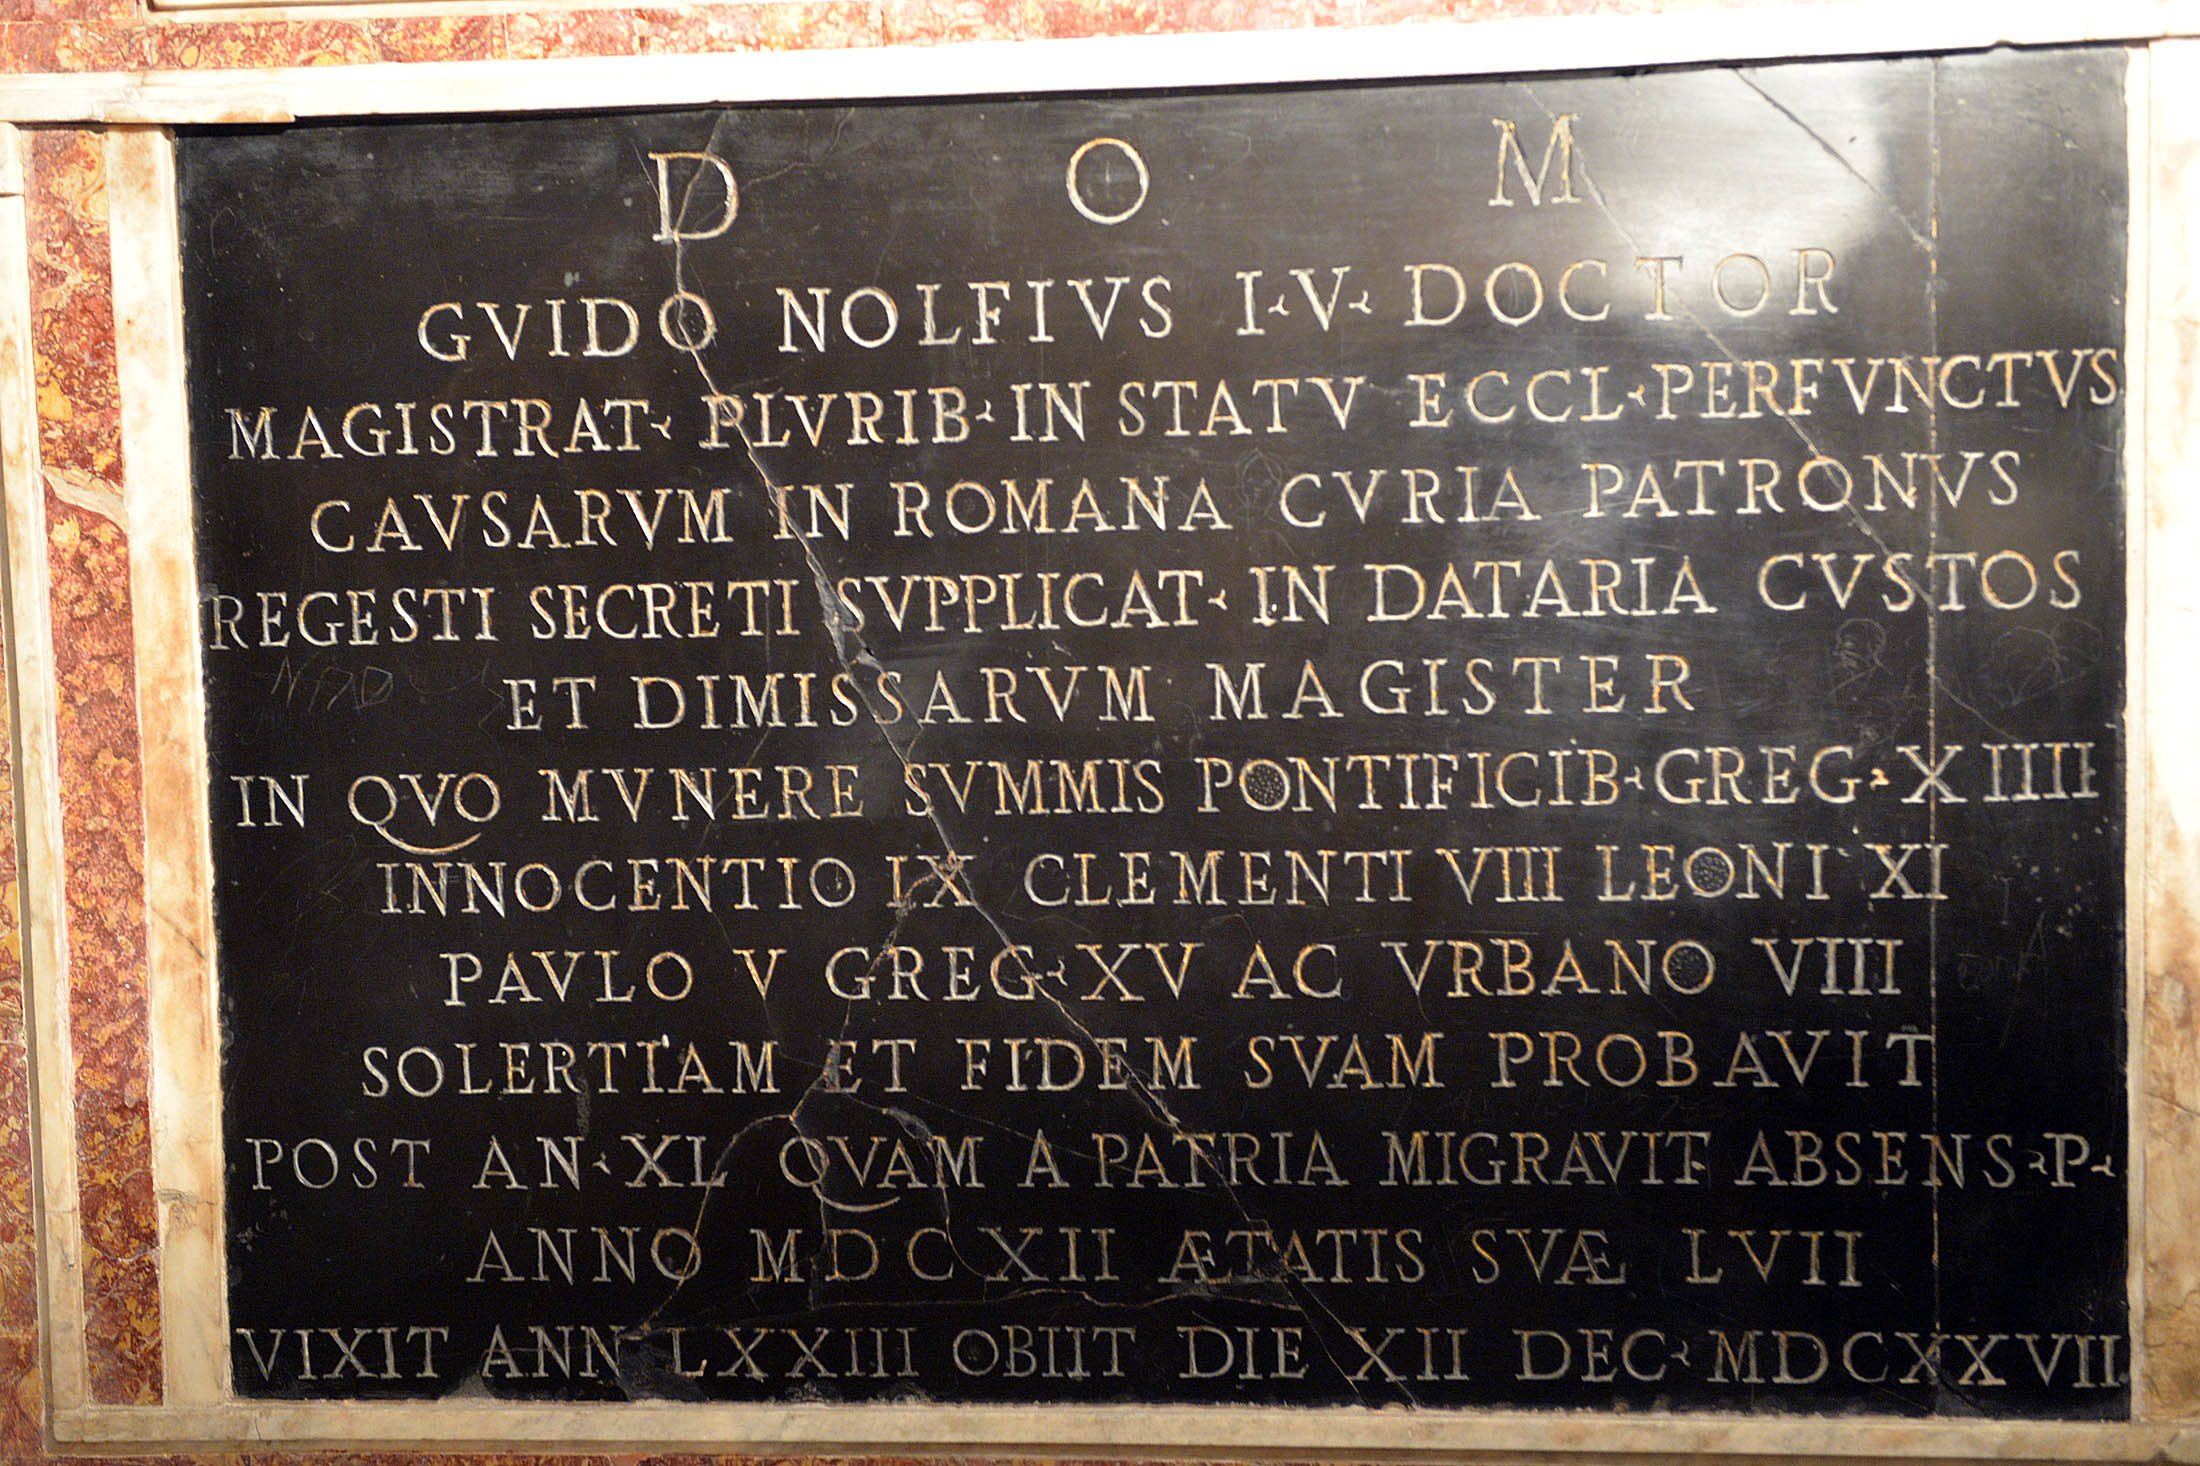 D O M
GVIDO NOLFIVS I·V· DOCTOR
MAGISTRAT· PLVRIB· IN STATV ECCL· PERFVNCTVS
CAVSARVM IN ROMANA CVRIA PATRONVS
REGESTI SECRETI SVPPLICAT· IN DATARIA CVSTOS
ET DIMISSARVM MAGISTER
IN QVO MVNERE SVMMIS PONTIFICIB· GREG· XIIII
INNOCENTIO IX CLEMENTI VIII LEONI XI
PAVLO V GREG· XV AC VRBANO VIII
SOLERTIAM ET FIDEM SVAM PROBAVIT
POST AN· XL QVAM A PATRIA MIGRAVIT ABSENS· P·
ANNO MDCXII ÆTATIS SVÆ LVII
VIXIT ANN LXXIII OBIIT DIE XII DEC· MDCXXVII